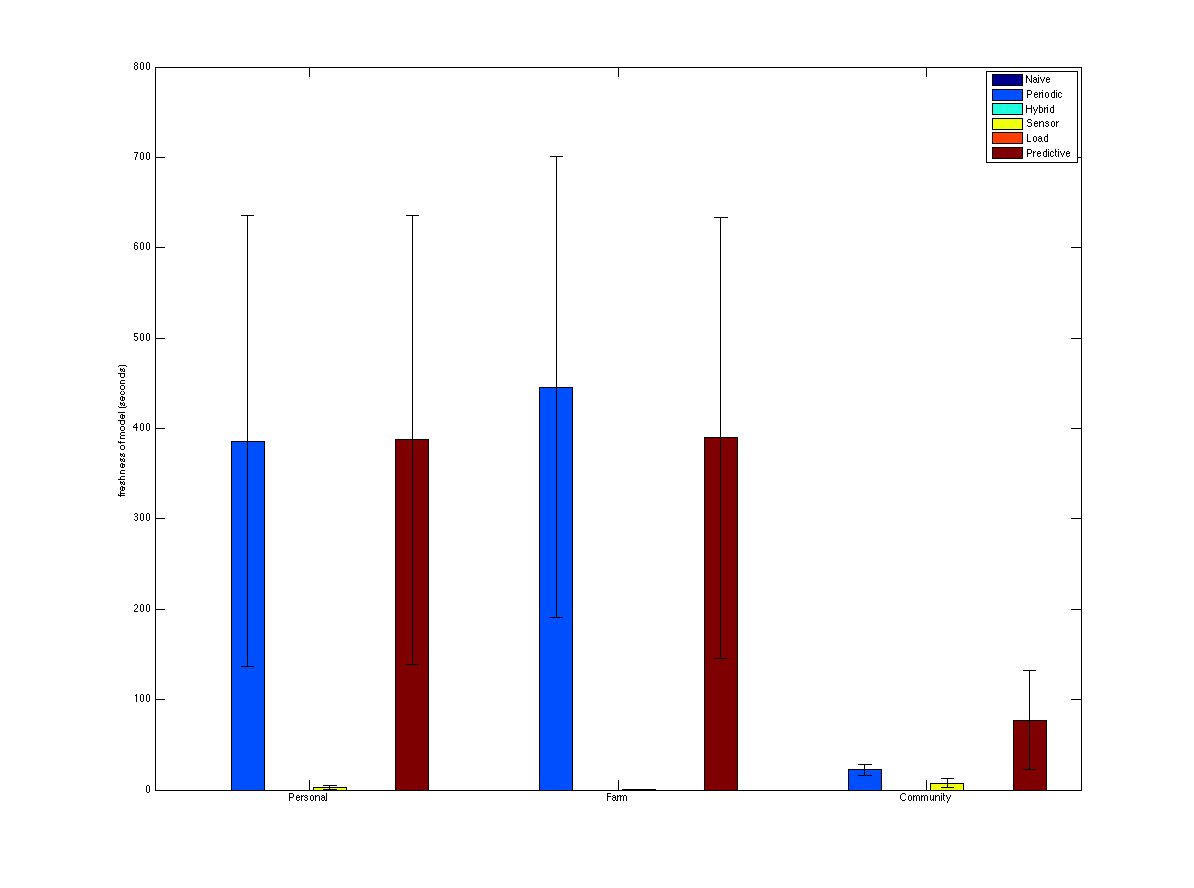 800
700
600
500
400
300
200
100
0
freshness of model (seconds)
Personal
Farm
Community
Naive
Periodic
Hybrid
Sensor
Load
Predictive